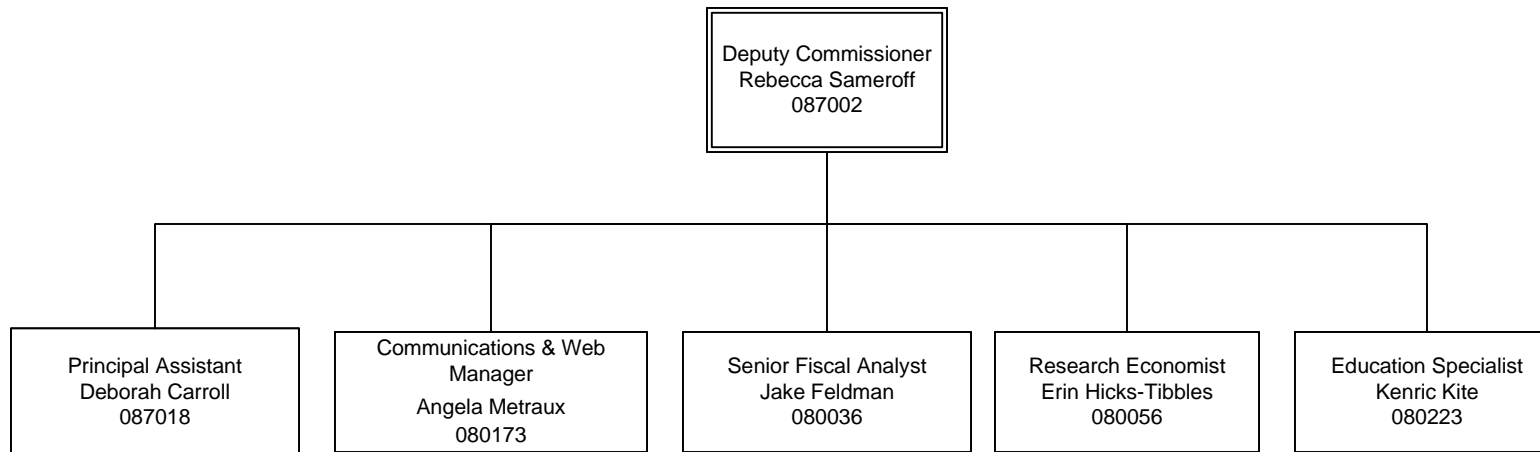 Deputy Commissioner
Rebecca Sameroff
087002
Principal Assistant
Deborah Carroll
087018
Communications & Web
Manager
Angela Metraux
080173
Senior Fiscal Analyst
Jake Feldman
080036
Research Economist
Erin Hicks-Tibbles
080056
Education Specialist
Kenric Kite
080223